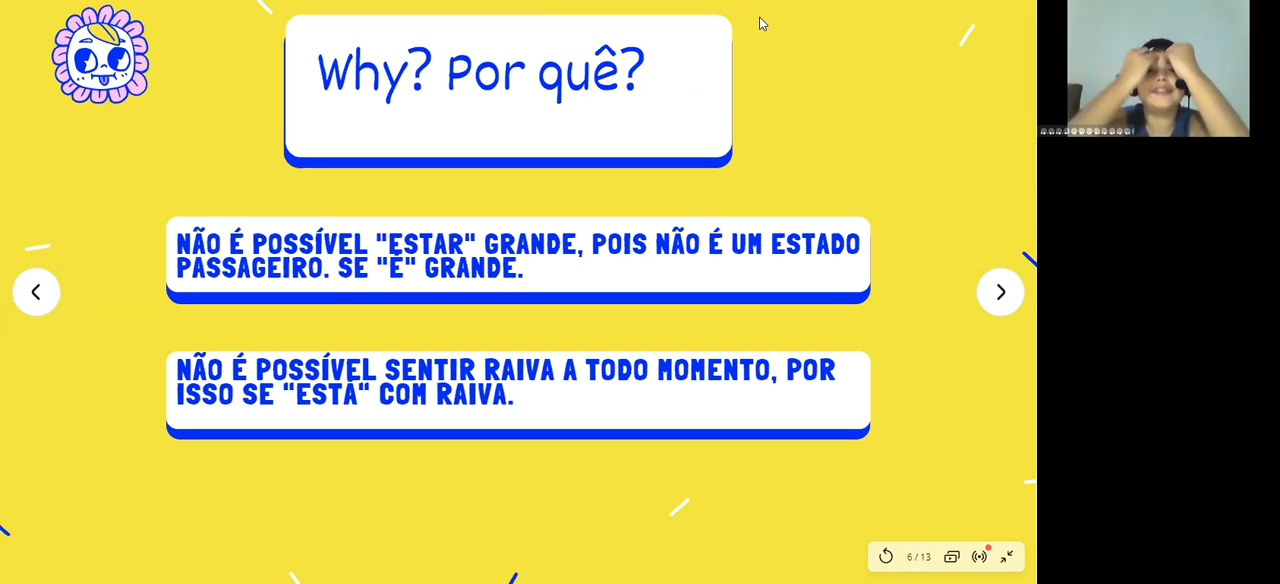 Why? Por quê?
NÃO É POSSÍVEL "ESTAR" GRANDE, POIS NÃO É UM ESTADO
PASSAGEIRO. SE "É" GRANDE.
NÃO É POSSÍVEL SENTIR RAIVA A TODO MOMENTO, POR
ISSO SE "ESTÁ" COM RAIVA.
6 / 13